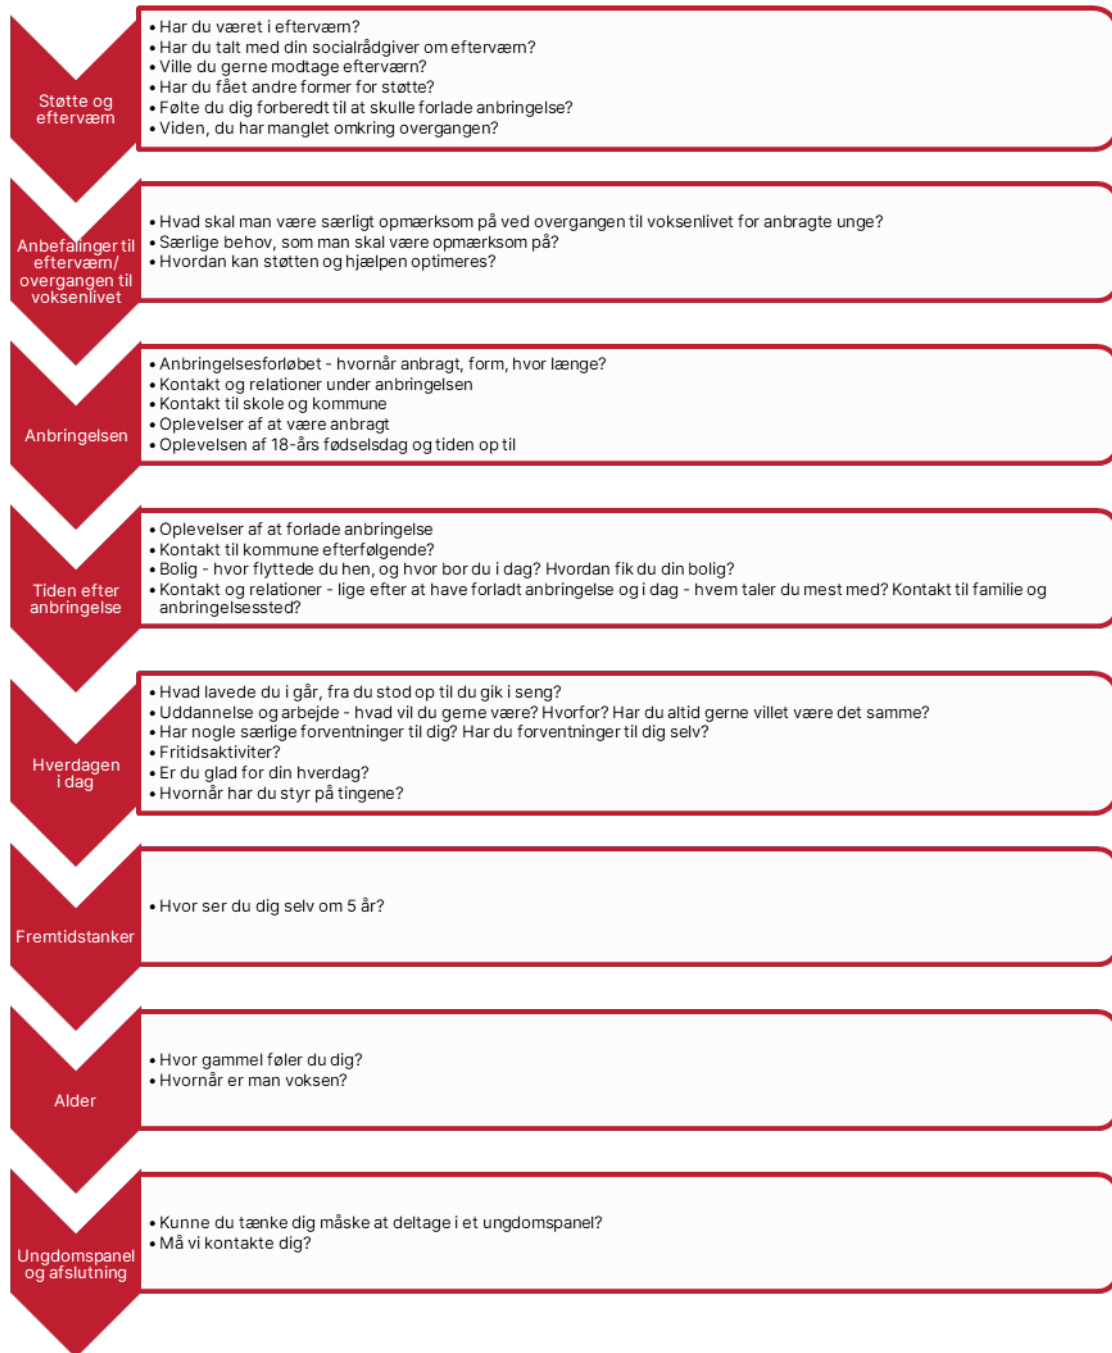 Støtte og
efterværn
• Har du været i efterværn?
• Har du talt med din socialrådgiver om efterværn?
• Ville du gerne modtage efterværn?
• Har du fået andre former for støtte?
• Følte du dig forberedt til at skulle forlade anbringelse?
• Viden, du har manglet omkring overgangen?
Anbefalinger til
efterværn/
overgangen til
voksenlivet
• Hvad skal man være særligt opmærksom på ved overgangen til voksenlivet for anbragte unge?
• Særlige behov, som man skal være opmærksom på?
• Hvordan kan støtten og hjælpen optimeres?
Anbringelsen
• Anbringelsesforløbet - hvornår anbragt, form, hvor længe?
• Kontakt og relationer under anbringelsen
• Kontakt til skole og kommune
• Oplevelser af at være anbragt
• Oplevelsen af 18-års fødselsdag og tiden op til
Tiden efter
anbringelse
• Oplevelser af at forlade anbringelse
• Kontakt til kommune efterfølgende?
• Bolig - hvor flyttede du hen, og hvor bor du i dag? Hvordan fik du din bolig?
• Kontakt og relationer - lige efter at have forladt anbringelse og i dag - hvem taler du mest med? Kontakt til familie og
anbringelsessted?
Hverdagen
i dag
• Hvad lavede du i går, fra du stod op til du gik i seng?
• Uddannelse og arbejde - hvad vil du gerne være? Hvorfor? Har du altid gerne villet være det samme?
• Har nogle særlige forventninger til dig? Har du forventninger til dig selv?
• Fritidsaktiviter?
• Er du glad for din hverdag?
• Hvornår har du styr på tingene?
Fremtidstanker
• Hvor ser du dig selv om 5 år?
Alder
• Hvor gammel føler du dig?
• Hvornår er man voksen?
Ungdomspanel
og afslutning
• Kunne du tænke dig måske at deltage i et ungdomspanel?
• Må vi kontakte dig?